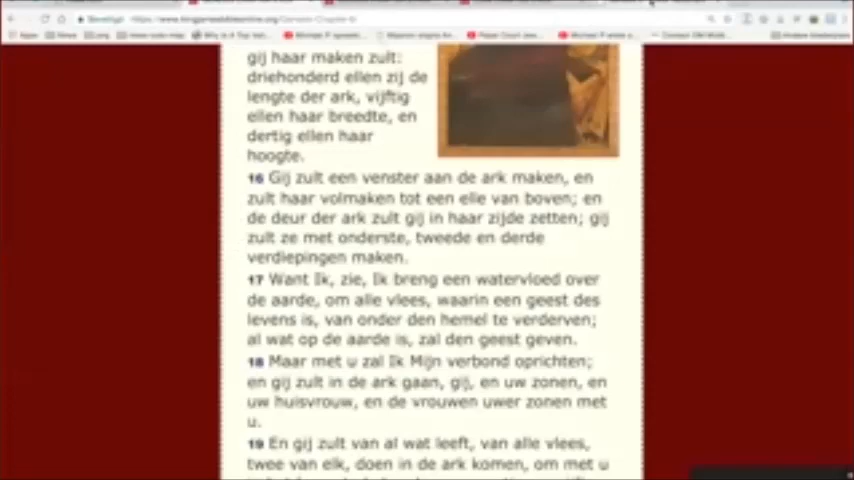 gij haar maken zult:
driehonderd ellen zij de
lengte der ark, vijftig
ellen haar breedte, en
dertig ellen haar
hoogte.
16 Gij zult een venster aan de ark maken, en
zult haar volmaken tot een elle van boven; en
de deur der ark zult gij in haar zijde zetten; gij
zult ze met onderste, tweede en derde
verdiepingen maken.
17 Want Ik, zie, Ik breng een watervloed over
de aarde, om alle vlees, waarin een geest des
levens is, van onder den hemel te verderven;
al wat op de aarde is, zal den geest geven.
18 Maar met u zal Ik Mijn verbond oprichten;
en gij zult in de ark gaan, gij, en uw zonen, en
uw huisvrouw, en de vrouwen uwer zonen met
u.
19 En gij zult van al wat leeft, van alle vlees,
twee van elk, doen in de ark komen, om met u